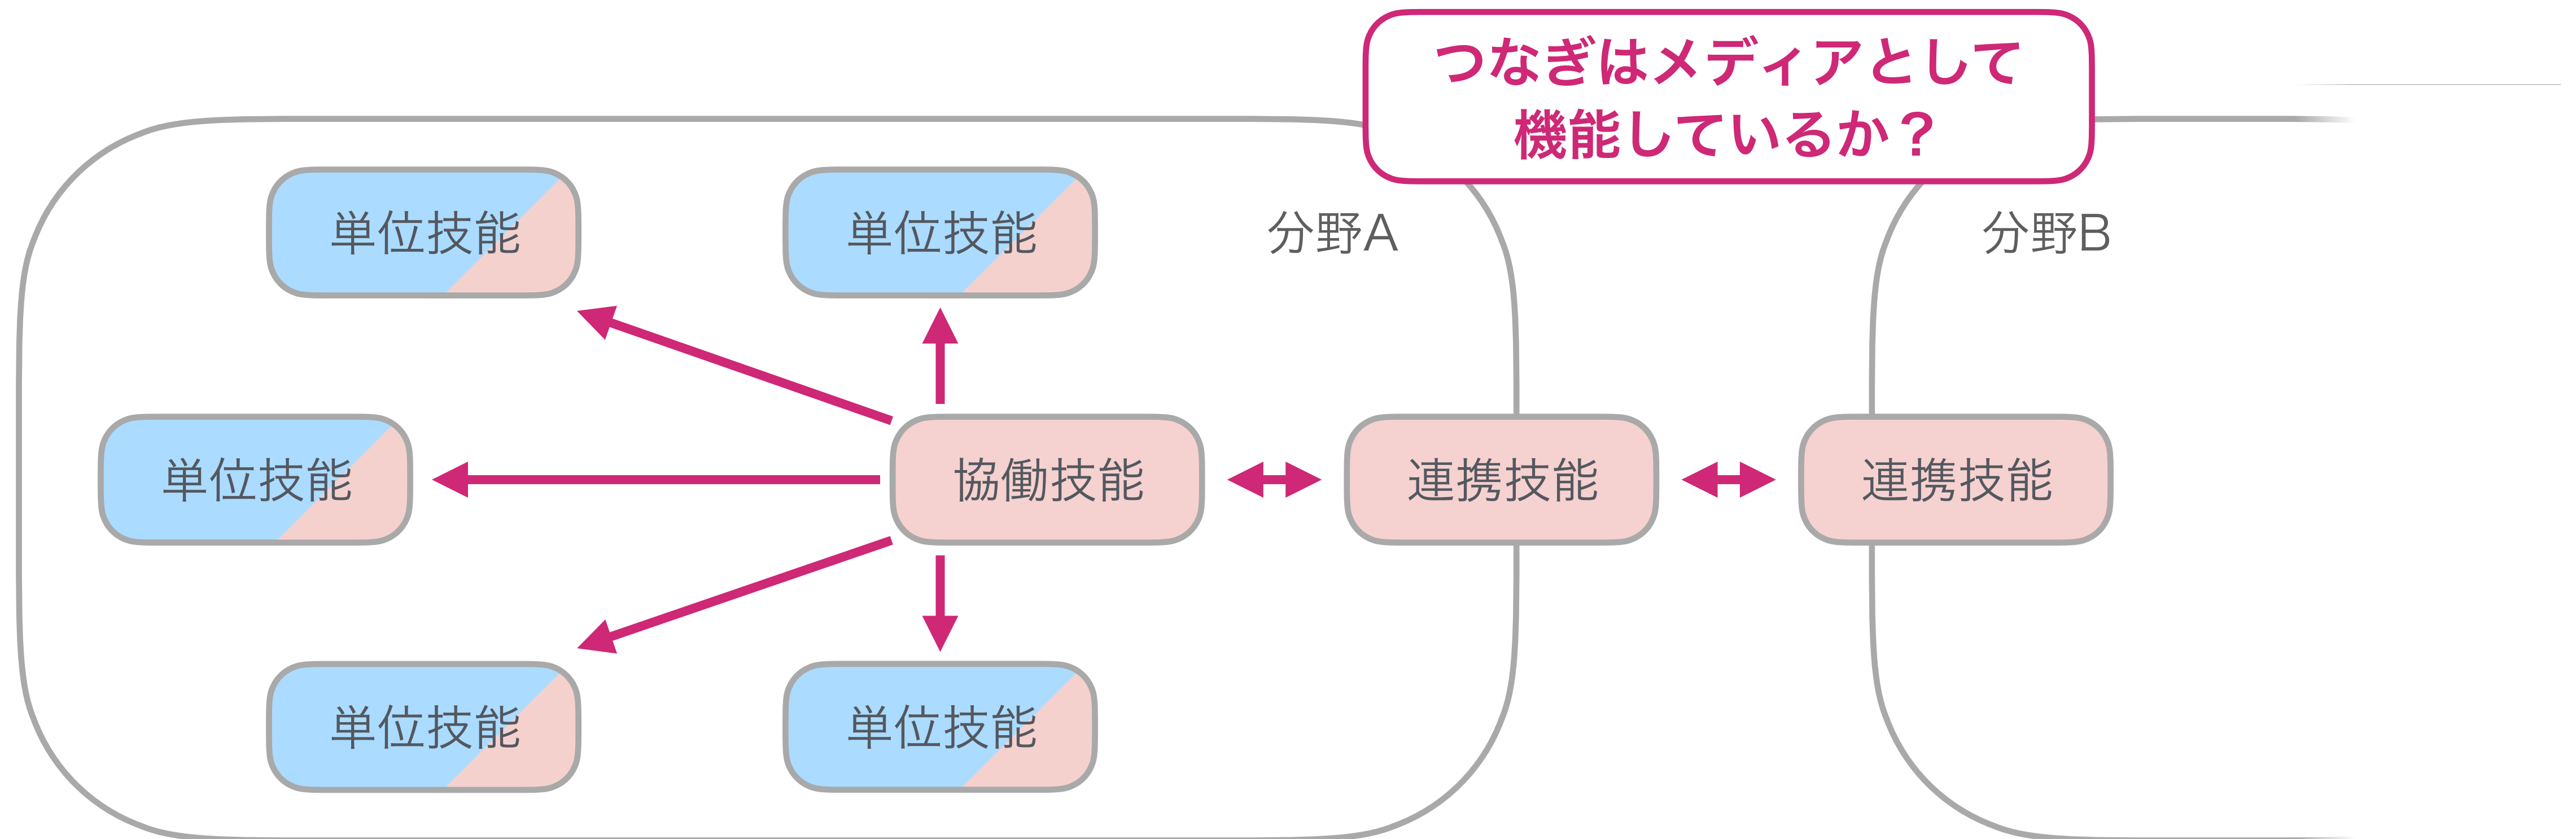 つなぎはメディアとして
機能しているか？
分野A
分野B
単位技能
単位技能
単位技能
協働技能
連携技能
連携技能
単位技能
単位技能